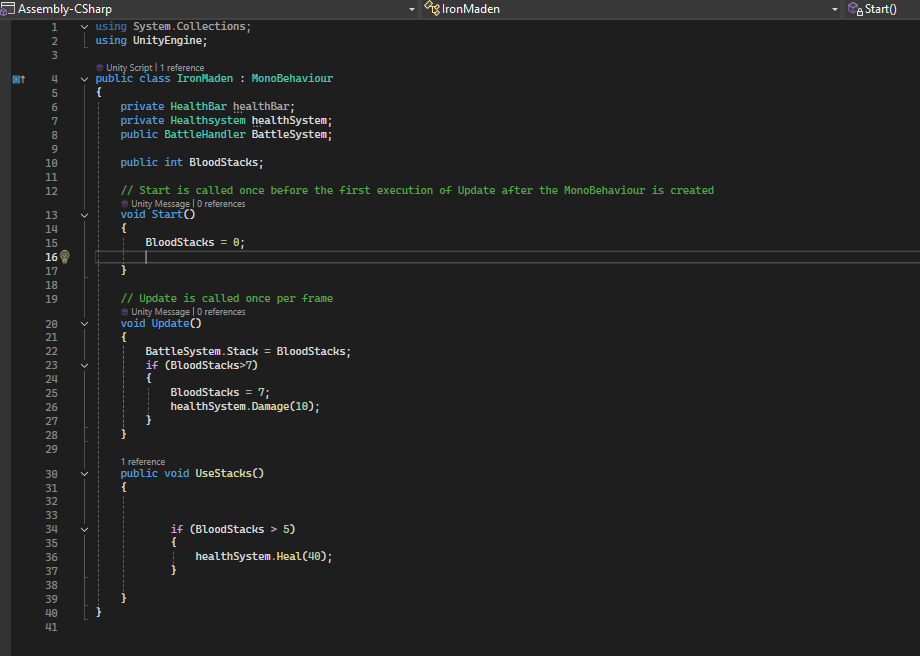 Assembly-CSharp IronMaden Start()
1 using System.Collections;
2 using UnityEngine;
3
Unity Script | 1 reference
4 public class IronMaden : MonoBehaviour
5 {
6 private HealthBar healthBar;
7 private Healthsystem healthSystem;
8 public BattleHandler BattleSystem;
9
10 public int BloodStacks;
11
12 // Start is called once before the first execution of Update after the MonoBehaviour is created
Unity Message | 0 references
13 void Start()
14 {
15 BloodStacks = 0;
16
17 }
18
19 // Update is called once per frame
Unity Message | 0 references
20 void Update()
21 {
22 BattleSystem.Stack = BloodStacks;
23 if (BloodStacks>7)
24 {
25 BloodStacks = 7;
26 healthSystem.Damage(10);
27 }
28 }
29
1 reference
30 public void UseStacks()
31 {
32
33
34 if (BloodStacks > 5)
35 {
36 healthSystem.Heal(40);
37 }
38
39 }
40 }
41